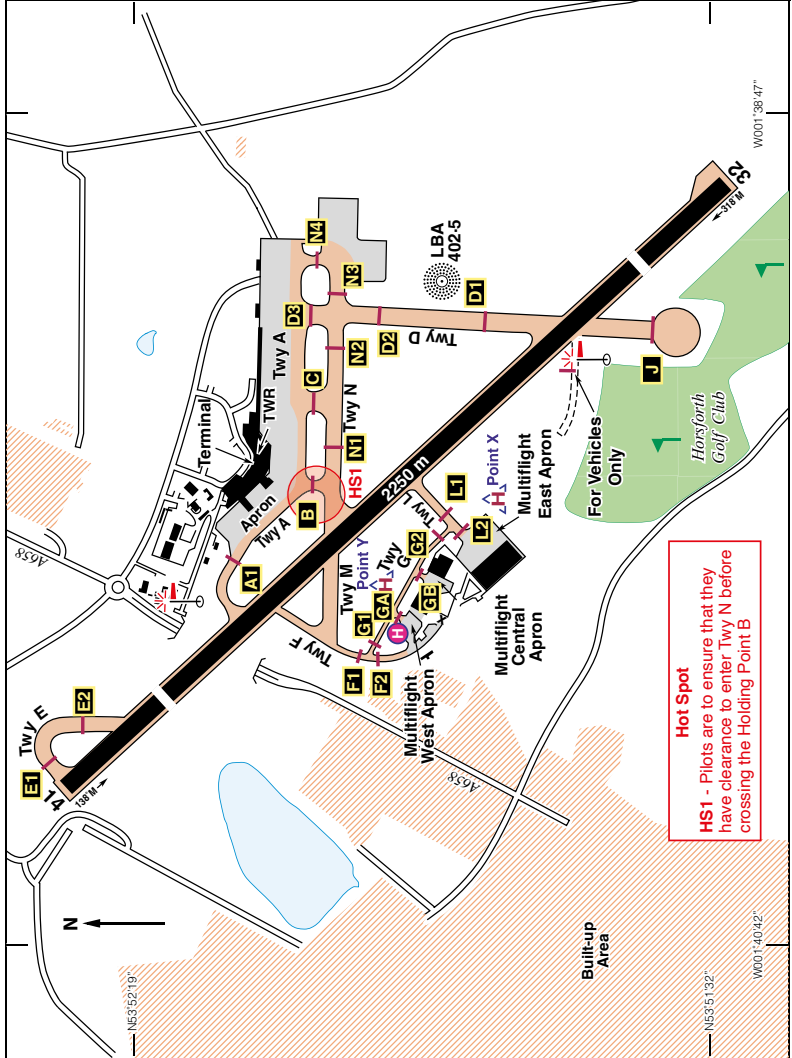 N53°52'19"
N53°51'32"
W001°40'42"
W001°38'47"
N
A658
A658
Terminal
TWR
Apron
Twy A
Twy A
Twy E
E1
E2
14
138°M
A1
B
HS1
C
D3
N4
N3
N2
N1
Twy N
D2
Twy D
D1
LBA
402·5
32
318°M
2250 m
Twy M
Twy F
Point Y
H
Twy
G
G1
GA
GB
G2
F1
F2
H
Twy L
L1
L2
Point X
H
Multiflight
West Apron
Multiflight
Central
Apron
Multiflight
East Apron
For Vehicles
Only
J
Horsforth
Golf Club
Built-up
Area
Hot Spot
HS1 - Pilots are to ensure that they
have clearance to enter Twy N before
crossing the Holding Point B